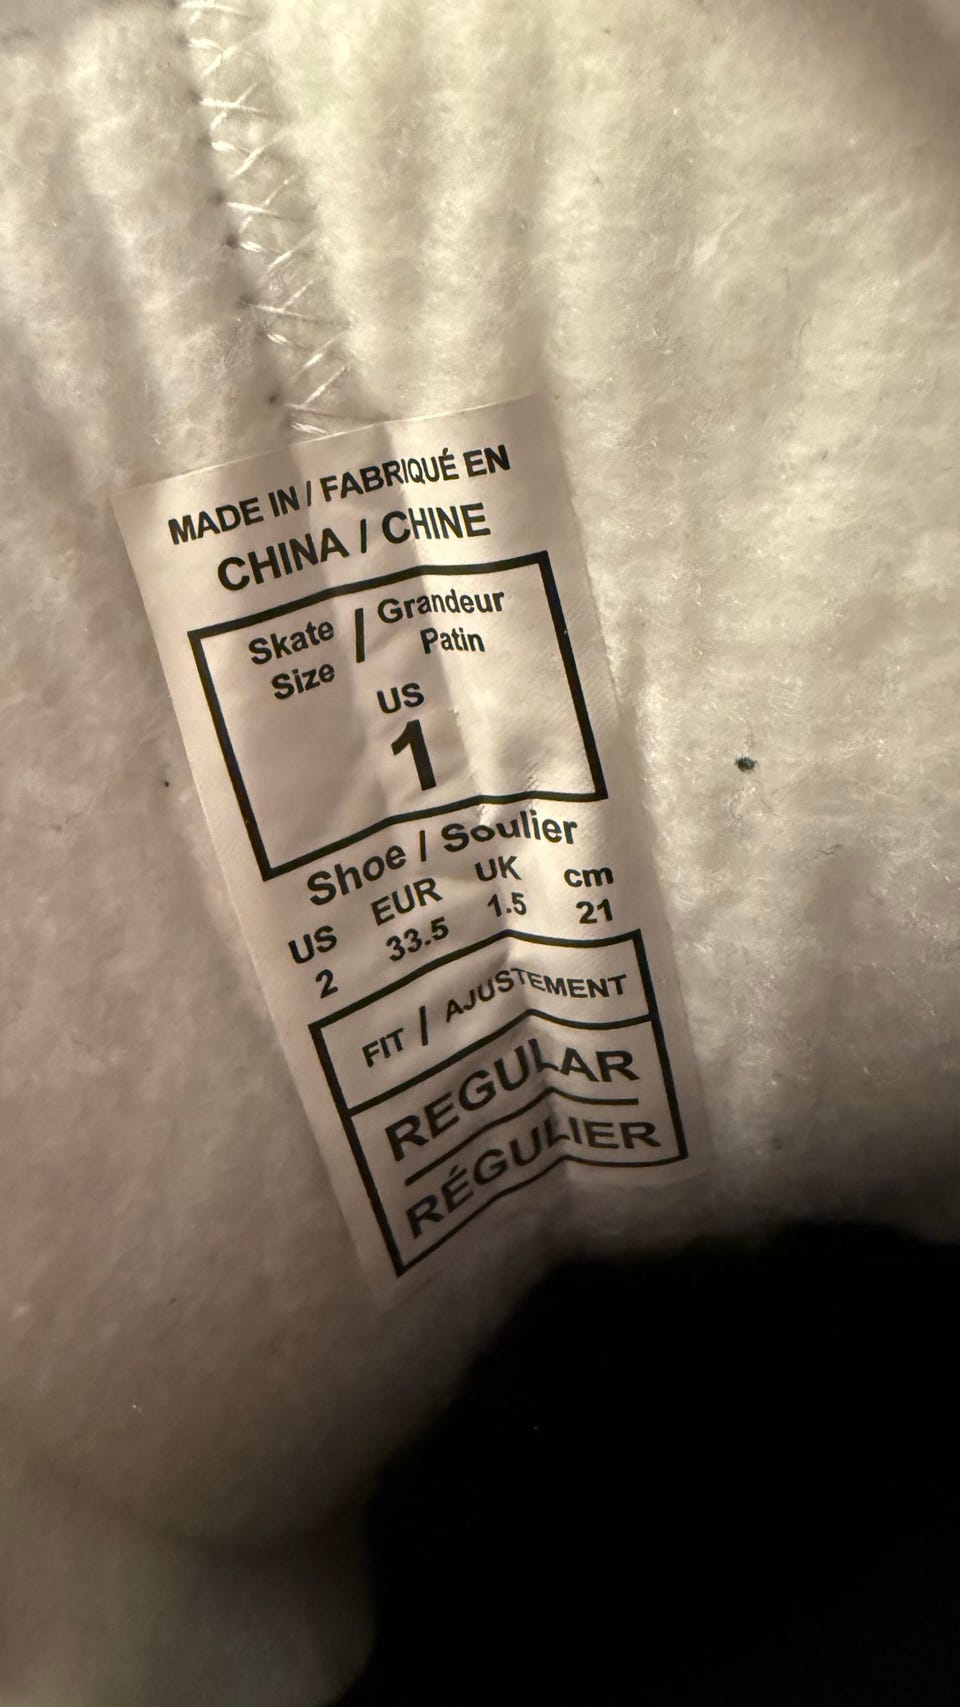 MADE IN / FABRIQUÉ EN
CHINA / CHINE
Skate / Grandeur
Size Patin
US
1
Shoe / Soulier
US EUR UK cm
2 33.5 1.5 21
FIT / AJUSTEMENT
REGULAR
RÉGULIER